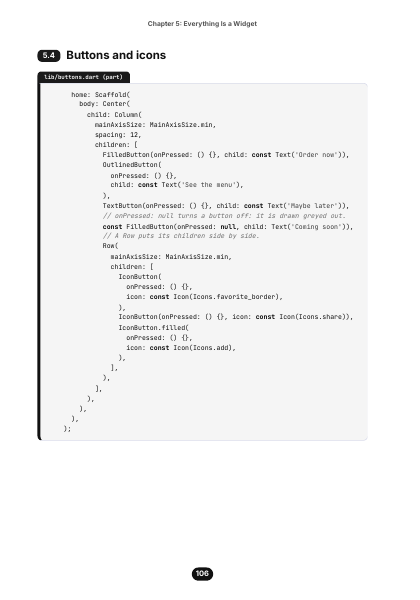 Chapter 5: Everything Is a Widget
5.4 Buttons and icons
lib/buttons.dart (part)
home: Scaffold(
body: Center(
child: Column(
mainAxisSize: MainAxisSize.min,
spacing: 12,
children: [
FilledButton(onPressed: () {}, child: const Text('Order now')),
OutlinedButton(
onPressed: () {},
child: const Text('See the menu'),
),
TextButton(onPressed: () {}, child: const Text('Maybe later')),
// onPressed: null turns a button off: it is drawn greyed out.
const FilledButton(onPressed: null, child: Text('Coming soon')),
// A Row puts its children side by side.
Row(
mainAxisSize: MainAxisSize.min,
children: [
IconButton(
onPressed: () {},
icon: const Icon(Icons.favorite_border),
),
IconButton(onPressed: () {}, icon: const Icon(Icons.share)),
IconButton.filled(
onPressed: () {},
icon: const Icon(Icons.add),
),
],
),
],
),
),
),
);
106